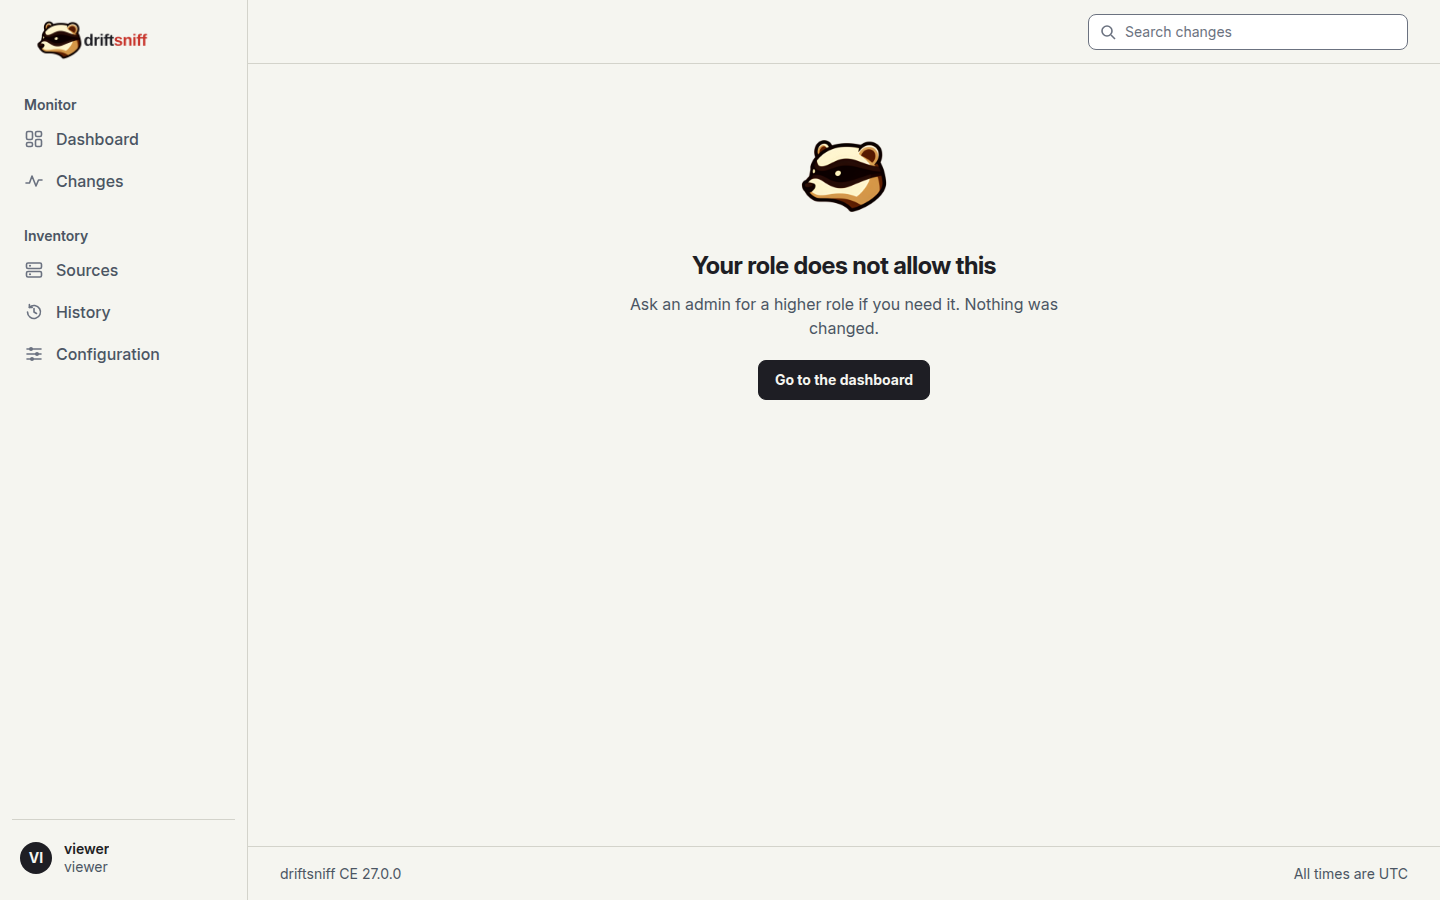 driftsniff
Search changes
Monitor
Dashboard
Changes
Inventory
Sources
History
Configuration
Your role does not allow this
Ask an admin for a higher role if you need it. Nothing was
changed.
Go to the dashboard
VI
viewer
viewer
driftsniff CE 27.0.0
All times are UTC